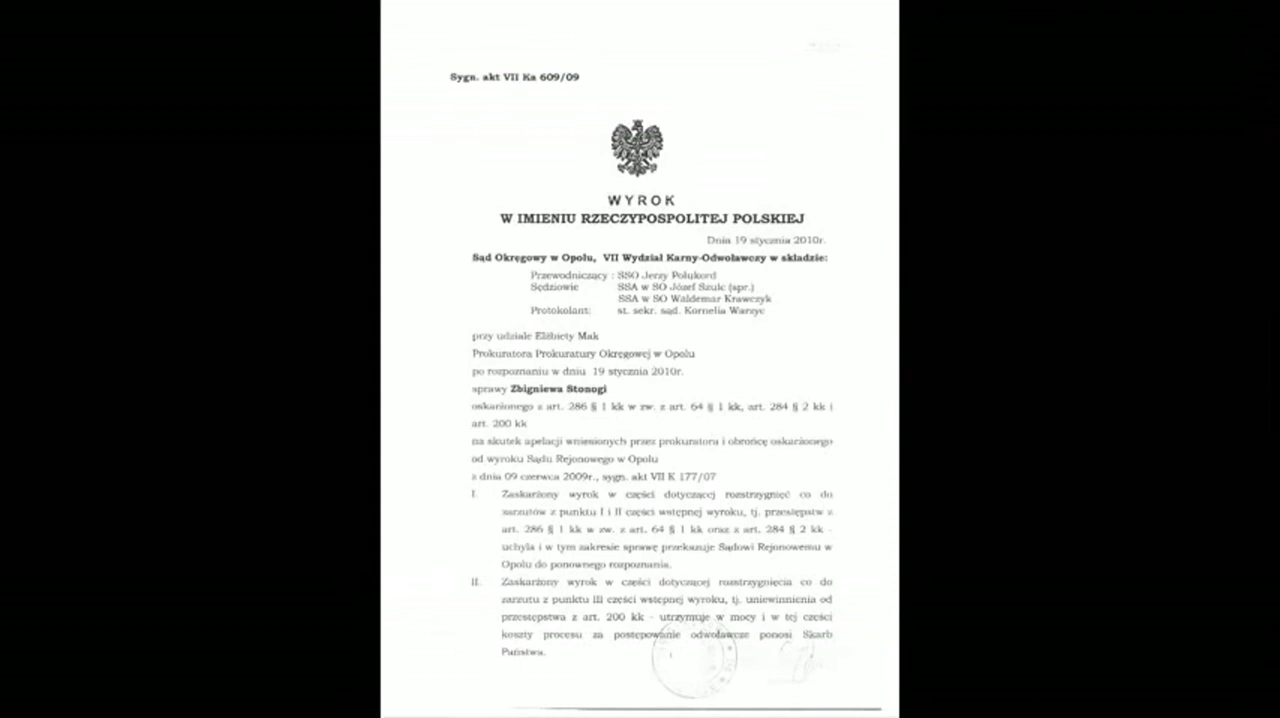 Sygn. akt VII Ka 609/09
WYROK
W IMIENIU RZECZYPOSPOLITEJ POLSKIEJ
Dnia 19 stycznia 2010r.
Sąd Okręgowy w Opolu, VII Wydział Karny-Odwoławczy w składzie:
Przewodniczący : SSO Jerzy Polukord
Sędziowie SSA w SO Józef Szulc (spr.)
SSA w SO Waldemar Krawczyk
Protokolant: st. sekr. sąd. Kornelia Warzyc
przy udziale Elżbiety Mak
Prokuratora Prokuratury Okręgowej w Opolu
po rozpoznaniu w dniu 19 stycznia 2010r.
sprawy Zbigniewa Stonogi
oskarżonego z art. 286 § 1 kk w zw. z art. 64 § 1 kk, art. 284 § 2 kk i
art. 200 kk
na skutek apelacji wniesionych przez prokuratora i obrońcę oskarżonego
od wyroku Sądu Rejonowego w Opolu
z dnia 09 czerwca 2009r., sygn. akt VII K 177/07
I. Zaskarżony wyrok w części dotyczącej rozstrzygnięć co do
zarzutów z punktu I i II części wstępnej wyroku, tj. przestępstw z
art. 286 § 1 kk w zw. z art. 64 § 1 kk oraz z art. 284 § 2 kk -
uchyla i w tym zakresie sprawę przekazuje Sądowi Rejonowemu w
Opolu do ponownego rozpoznania.
II. Zaskarżony wyrok w części dotyczącej rozstrzygnięcia co do
zarzutu z punktu III części wstępnej wyroku, tj. uniewinnienia od
przestępstwa z art. 200 kk - utrzymuje w mocy i w tej części
koszty procesu za postępowanie odwoławcze ponosi Skarb
Państwa.